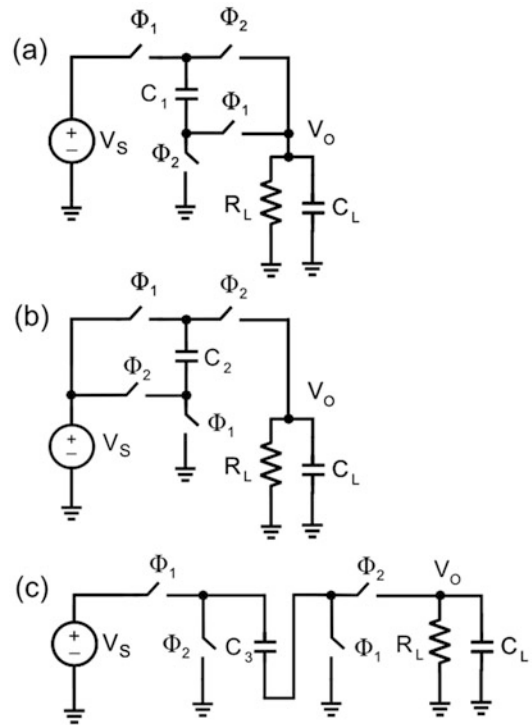 (a)
Φ1 Φ2
C1
Φ1
VS Φ2 VO
RL CL
(b)
Φ1 Φ2
C2
Φ2
Φ1 VO
VS
RL CL
(c)
Φ1 Φ2 VO
VS Φ2 C3 Φ1 RL CL